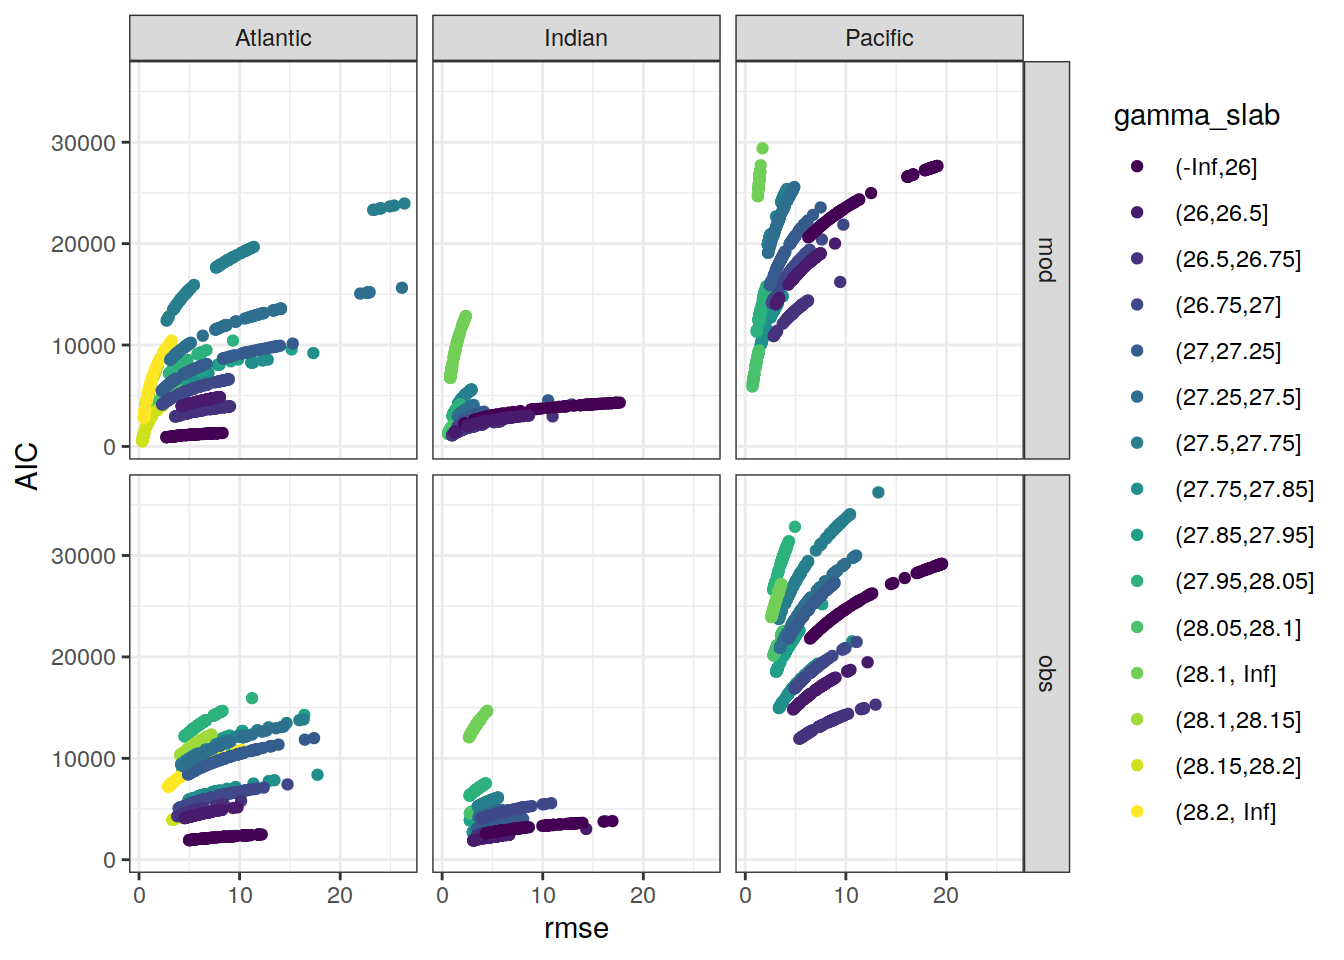 Atlantic
Indian
Pacific
30000
20000
10000
0
mod
30000
20000
10000
0
obs
0
10
20
0
10
20
0
10
20
rmse
AIC
gamma_slab
(-Inf,26]
(26,26.5]
(26.5,26.75]
(26.75,27]
(27,27.25]
(27.25,27.5]
(27.5,27.75]
(27.75,27.85]
(27.85,27.95]
(27.95,28.05]
(28.05,28.1]
(28.1, Inf]
(28.1,28.15]
(28.15,28.2]
(28.2, Inf]